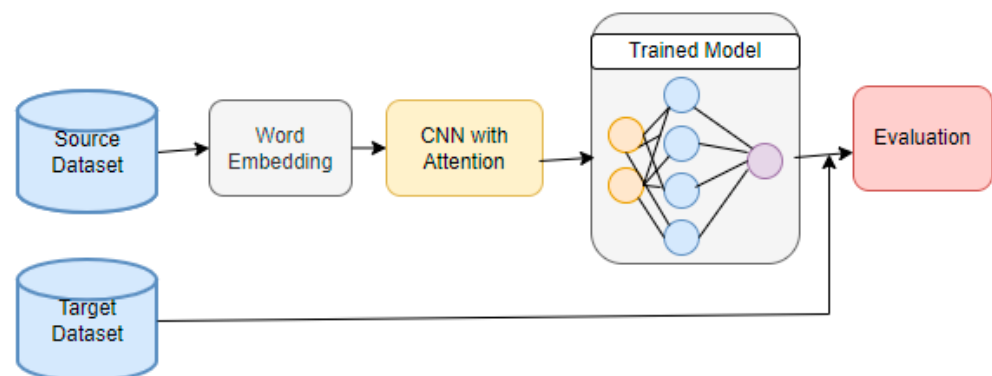 Trained Model
Source
Dataset
Word
Embedding
CNN with
Attention
Evaluation
Target
Dataset